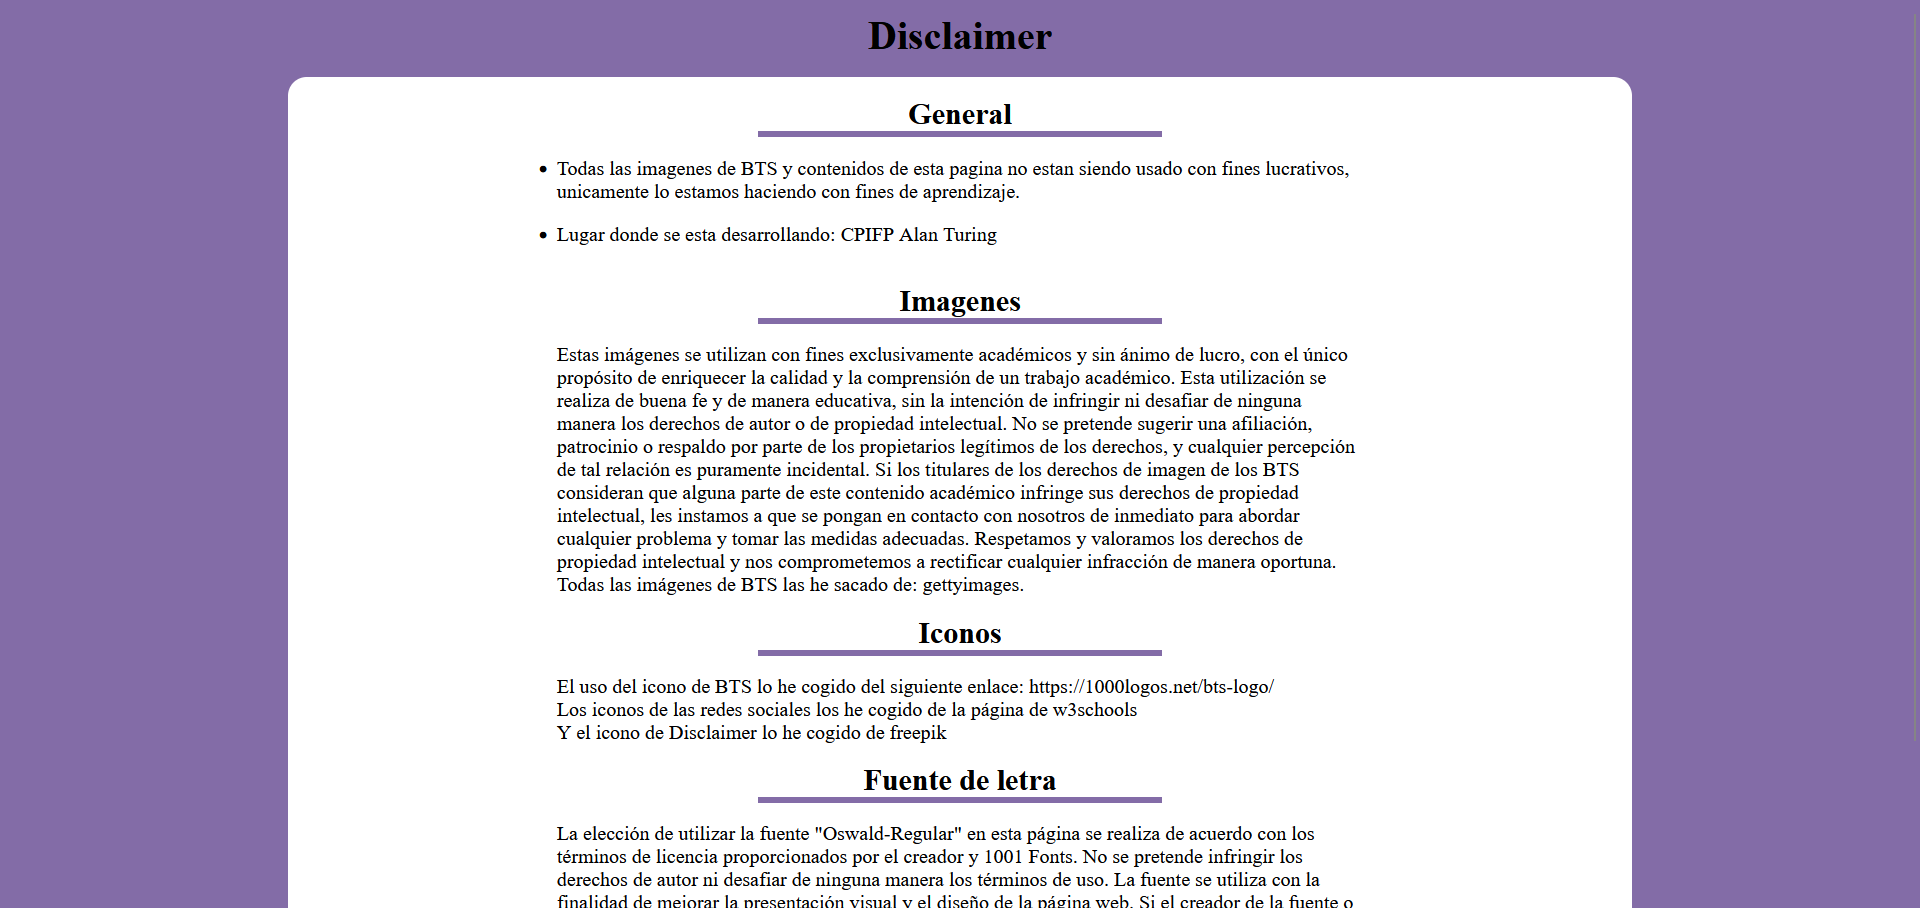 Disclaimer
General
Todas las imagenes de BTS y contenidos de esta pagina no estan siendo usado con fines lucrativos,
unicamente lo estamos haciendo con fines de aprendizaje.
Lugar donde se esta desarrollando: CPIFP Alan Turing
Imagenes
Estas imágenes se utilizan con fines exclusivamente académicos y sin ánimo de lucro, con el único
propósito de enriquecer la calidad y la comprensión de un trabajo académico. Esta utilización se
realiza de buena fe y de manera educativa, sin la intención de infringir ni desafiar de ninguna
manera los derechos de autor o de propiedad intelectual. No se pretende sugerir una afiliación,
patrocinio o respaldo por parte de los propietarios legítimos de los derechos, y cualquier percepción
de tal relación es puramente incidental. Si los titulares de los derechos de imagen de los BTS
consideran que alguna parte de este contenido académico infringe sus derechos de propiedad
intelectual, les instamos a que se pongan en contacto con nosotros de inmediato para abordar
cualquier problema y tomar las medidas adecuadas. Respetamos y valoramos los derechos de
propiedad intelectual y nos comprometemos a rectificar cualquier infracción de manera oportuna.
Todas las imágenes de BTS las he sacado de: gettyimages.
Iconos
El uso del icono de BTS lo he cogido del siguiente enlace: https://1000logos.net/bts-logo/
Los iconos de las redes sociales los he cogido de la página de w3schools
Y el icono de Disclaimer lo he cogido de freepik
Fuente de letra
La elección de utilizar la fuente "Oswald-Regular" en esta página se realiza de acuerdo con los
términos de licencia proporcionados por el creador y 1001 Fonts. No se pretende infringir los
derechos de autor ni desafiar de ninguna manera los términos de uso. La fuente se utiliza con la
finalidad de mejorar la presentación visual y el diseño de la página web. Si el creador de la fuente o